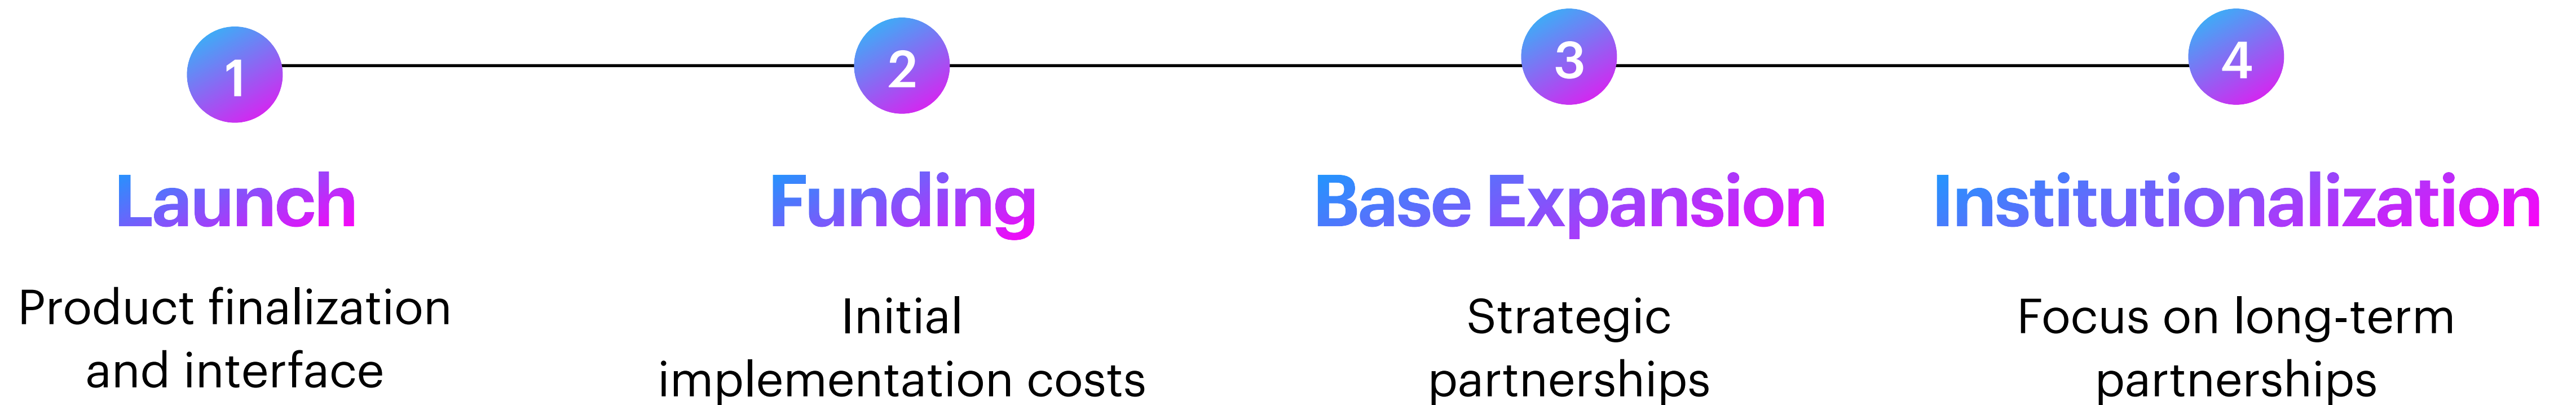 1
2
3
4
Launch
Funding
Base Expansion
Institutionalization
Product finalization
and interface
Initial
implementation costs
Strategic
partnerships
Focus on long-term
partnerships